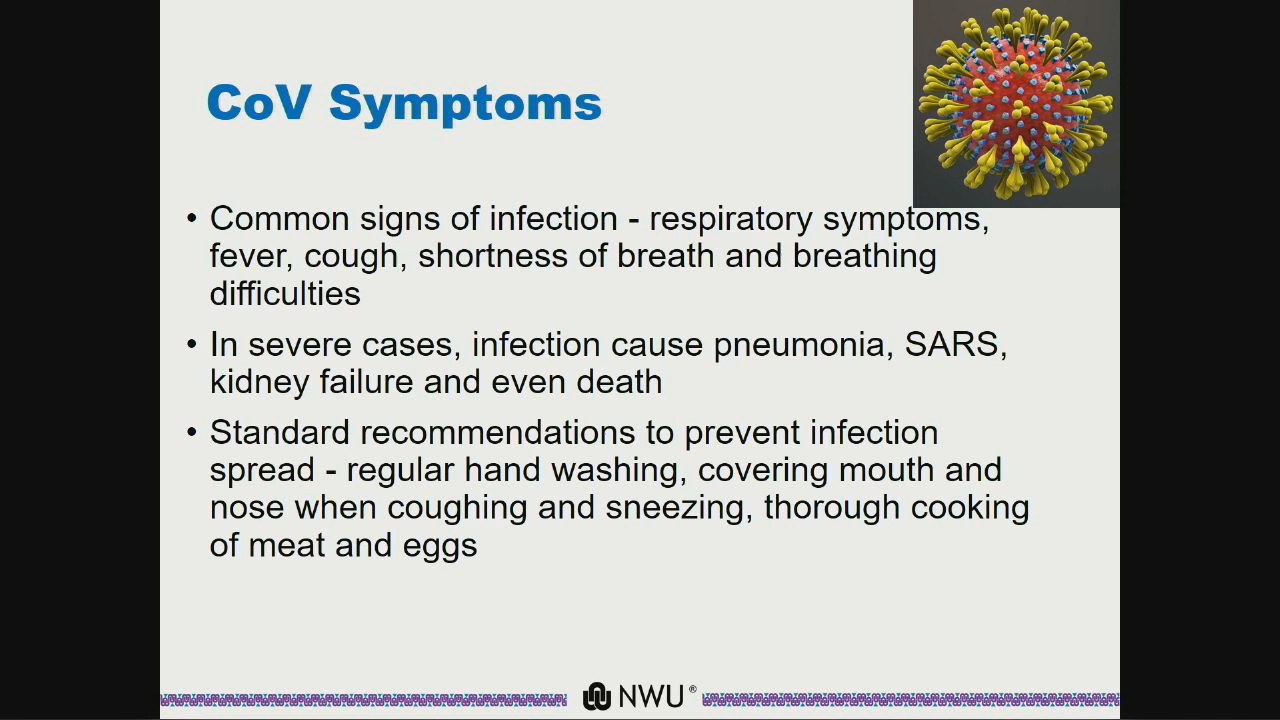 CoV Symptoms
• Common signs of infection - respiratory symptoms,
fever, cough, shortness of breath and breathing
difficulties
• In severe cases, infection cause pneumonia, SARS,
kidney failure and even death
• Standard recommendations to prevent infection
spread - regular hand washing, covering mouth and
nose when coughing and sneezing, thorough cooking
of meat and eggs
NWU®